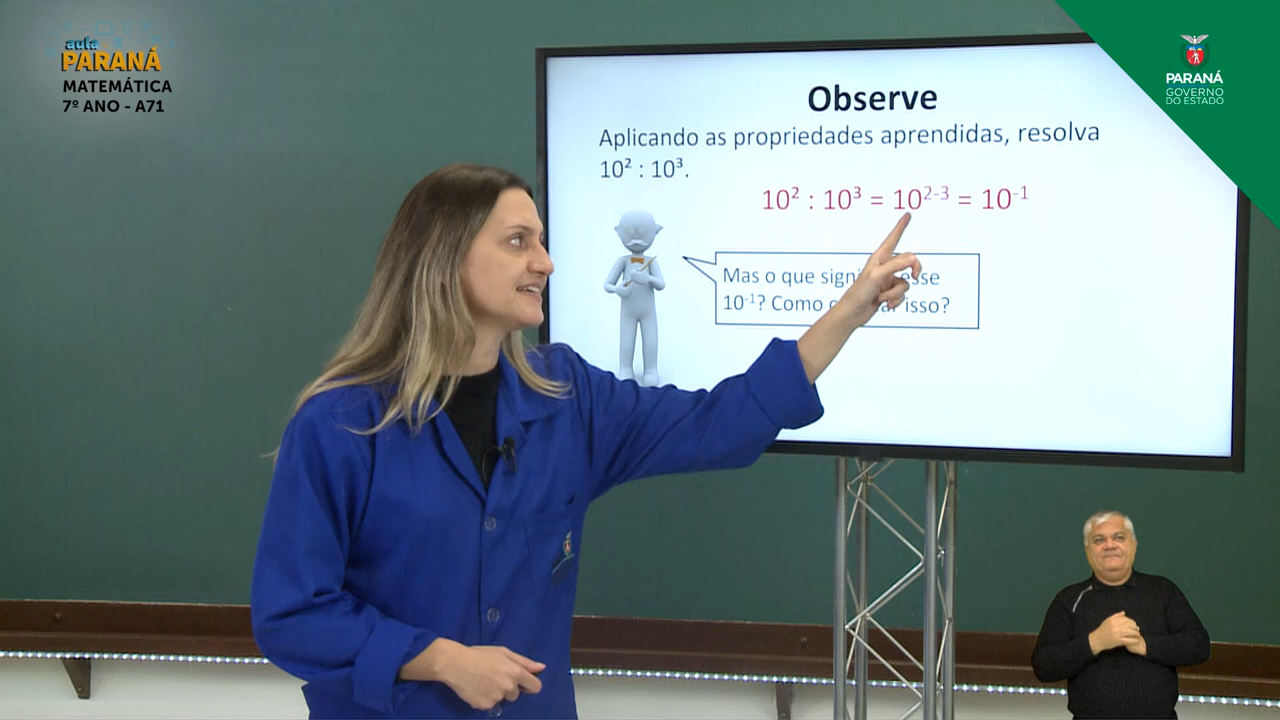 aula
PARANÁ
MATEMÁTICA
7º ANO - A71
PARANÁ
GOVERNO
DO ESTADO
Observe
Aplicando as propriedades aprendidas, resolva
10² : 10³.
10² : 10³ = 10²⁻³ = 10⁻¹
Mas o que esse
10⁻¹? Como isso?